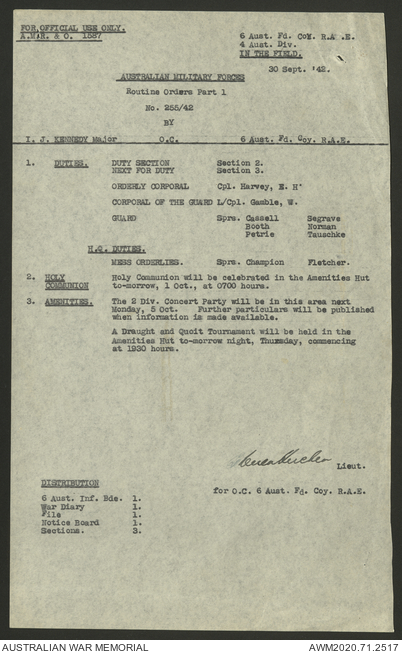 FOR OFFICIAL USE ONLY.
A.M.R. & O. 1587
6 Aust. Fd. Coy. R.A.E.
4 Aust. Div.
IN THE FIELD.
30 Sept. '42.
AUSTRALIAN MILITARY FORCES
Routine Orders Part 1
No. 255/42
BY
I. J. KENNEDY Major O.C. 6 Aust. Fd. Coy. R.A.E.
1. DUTIES. DUTY SECTION Section 2.
NEXT FOR DUTY Section 3.
ORDERLY CORPORAL Cpl. Harvey, E. H'
CORPORAL OF THE GUARD L/Cpl. Gamble, W.
GUARD Sprs. Cassell Segrave
Booth Norman
Petrie Tauschke
H.Q. DUTIES.
MESS ORDERLIES. Sprs. Champion Fletcher.
2. HOLY COMMUNION Holy Communion will be celebrated in the Amenities Hut
to-morrow, 1 Oct., at 0700 hours.
3. AMENITIES. The 2 Div. Concert Party will be in this area next
Monday, 5 Oct. Further particulars will be published
when information is made available.
A Draught and Quoit Tournament will be held in the
Amenities Hut to-morrow night, Thursday, commencing
at 1930 hours.
Lieut.
for O.C. 6 Aust. Fd. Coy. R.A.E.
DISTRIBUTION
6 Aust. Inf. Bde. 1.
War Diary 1.
File 1.
Notice Board 1.
Sections. 3.
AUSTRALIAN WAR MEMORIAL AWM2020.71.2517